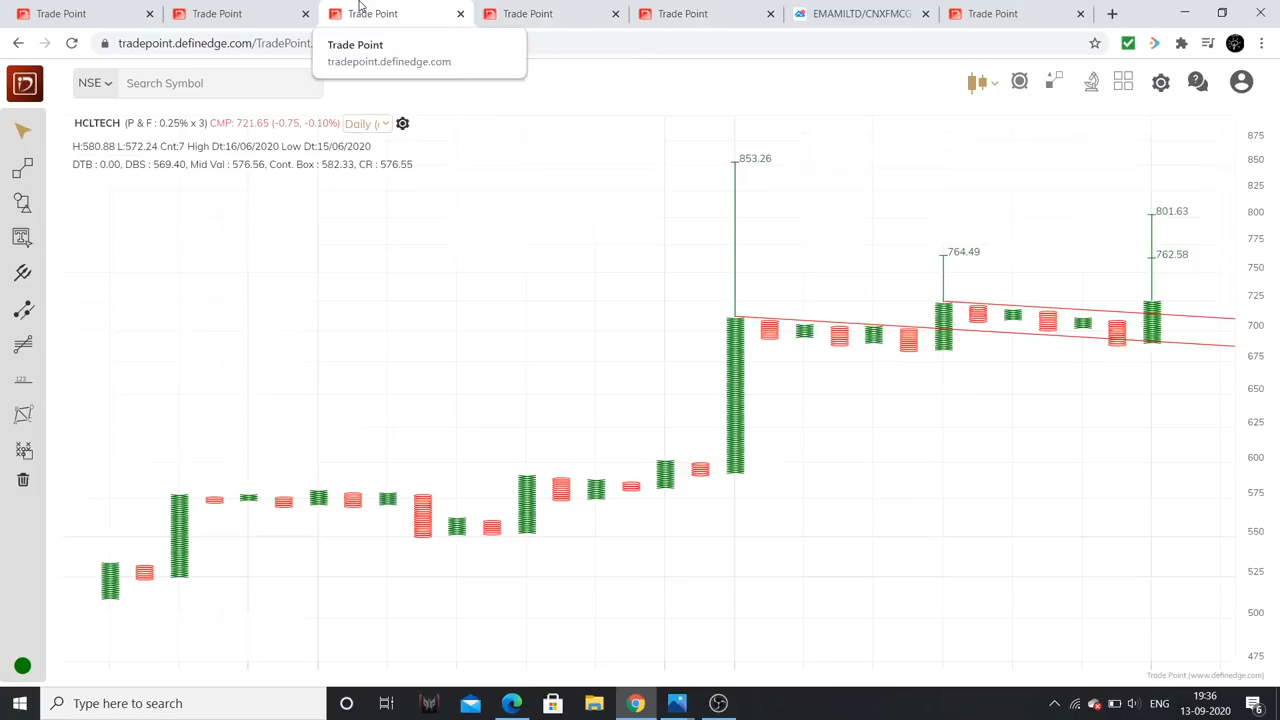 Trade Point
Trade Point
Trade Point
Trade Point
Trade Point
EMAMILTD/CNXFMCG
Trade Point
tradepoint.definedge.com/TradePoint.
Trade Point
tradepoint.definedge.com
NSE
Search Symbol
HCLTECH (P & F : 0.25% x 3) CMP: 721.65 (-0.75, -0.10%) Daily (
H:580.88 L:572.24 Cnt:7 High Dt:16/06/2020 Low Dt:15/06/2020
DTB : 0.00, DBS : 569.40, Mid Val : 576.56, Cont. Box : 582.33, CR : 576.55
853.26
764.49
801.63
762.58
875
850
825
800
775
750
725
700
675
650
625
600
575
550
525
500
475
123
Trade Point (www.definedge.com)
Type here to search
ENG
19:36
13-09-2020
6